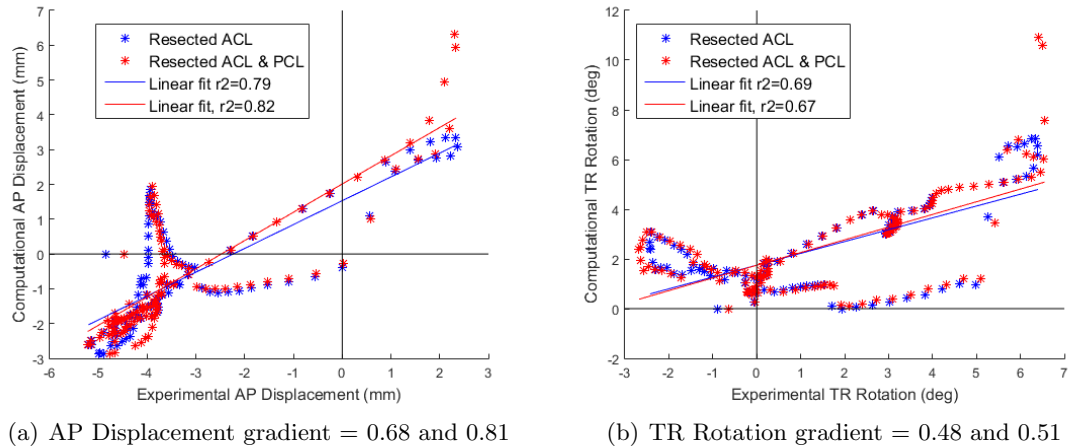 Computational AP Displacement (mm)
7
6
5
4
3
2
1
0
-1
-2
-3
Resected ACL
Resected ACL & PCL
Linear fit r2=0.79
Linear fit, r2=0.82
-6 -5 -4 -3 -2 -1 0 1 2 3
Experimental AP Displacement (mm)
(a) AP Displacement gradient = 0.68 and 0.81
Computational TR Rotation (deg)
12
10
8
6
4
2
0
-2
Resected ACL
Resected ACL & PCL
Linear fit r2=0.69
Linear fit, r2=0.67
-3 -2 -1 0 1 2 3 4 5 6 7
Experimental TR Rotation (deg)
(b) TR Rotation gradient = 0.48 and 0.51